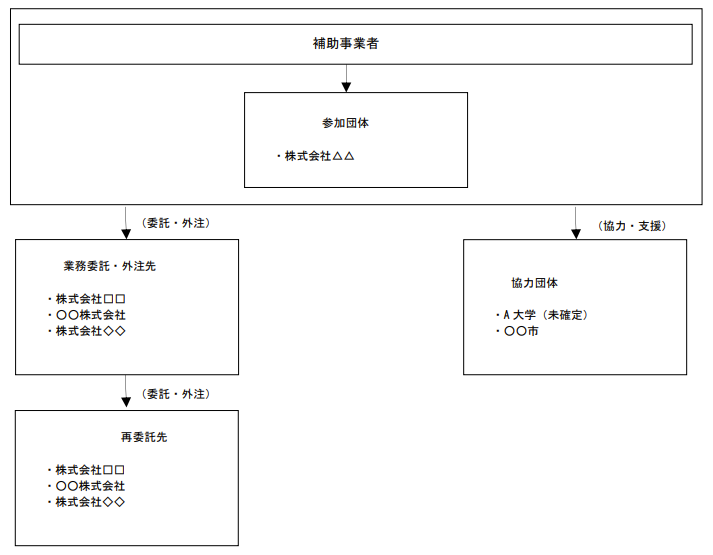 補助事業者
参加団体
・株式会社△△
（委託・外注）
（協力・支援）
業務委託・外注先
・株式会社□□
・〇〇株式会社
・株式会社◇◇
協力団体
・A 大学（未確定）
・〇〇市
（委託・外注）
再委託先
・株式会社□□
・〇〇株式会社
・株式会社◇◇